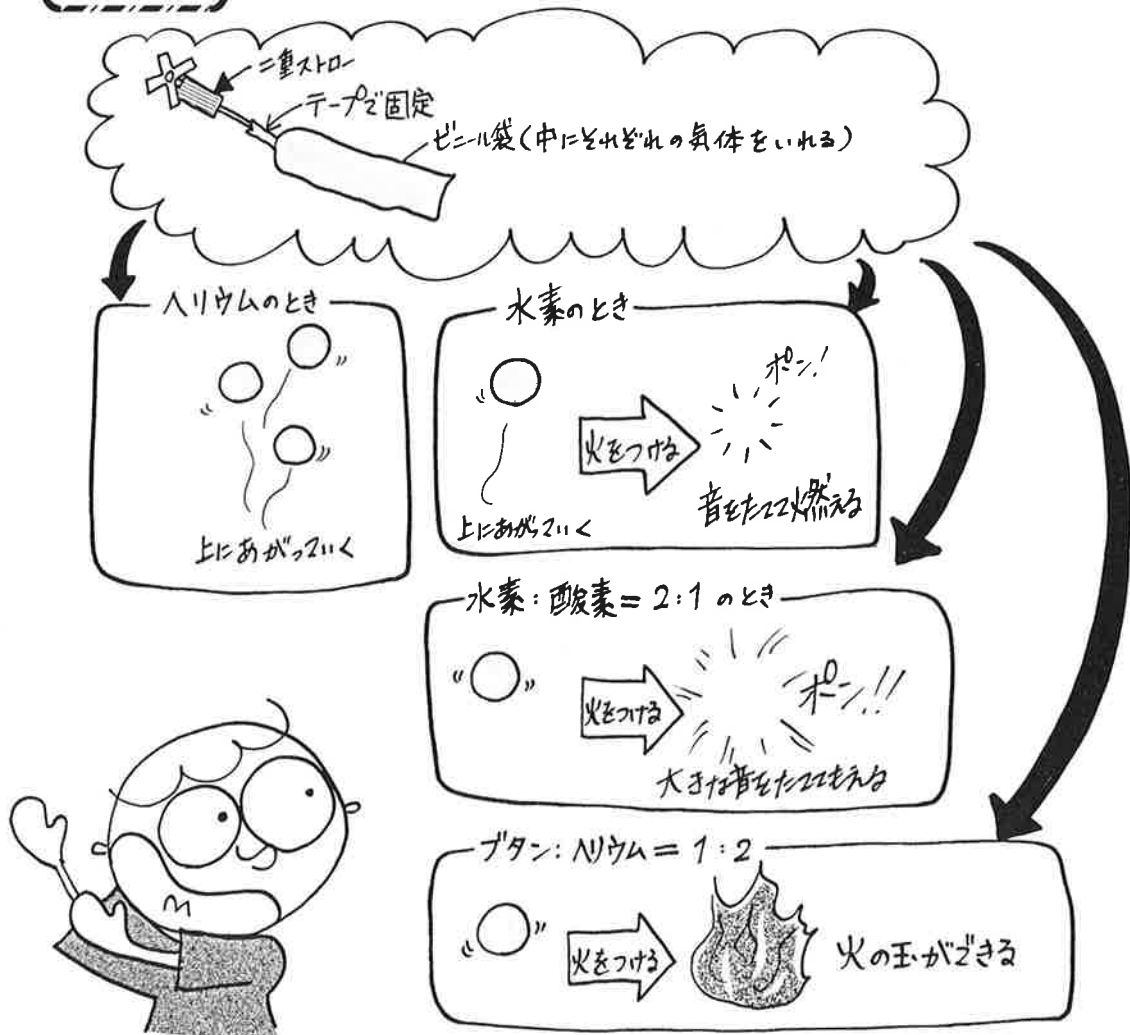 二重ストロー
テープで固定
ビニール袋(中にそれぞれの気体をいれる)
ヘリウムのとき
上にあがっていく
水素のとき
火をつける
ポン!
上にあがっていく
音をたてて燃える
水素:酸素=2:1のとき
火をつける
ポーン!!
大きな音をたててもえる
ブタン:ヘリウム=1:2
火をつける
火の玉ができる